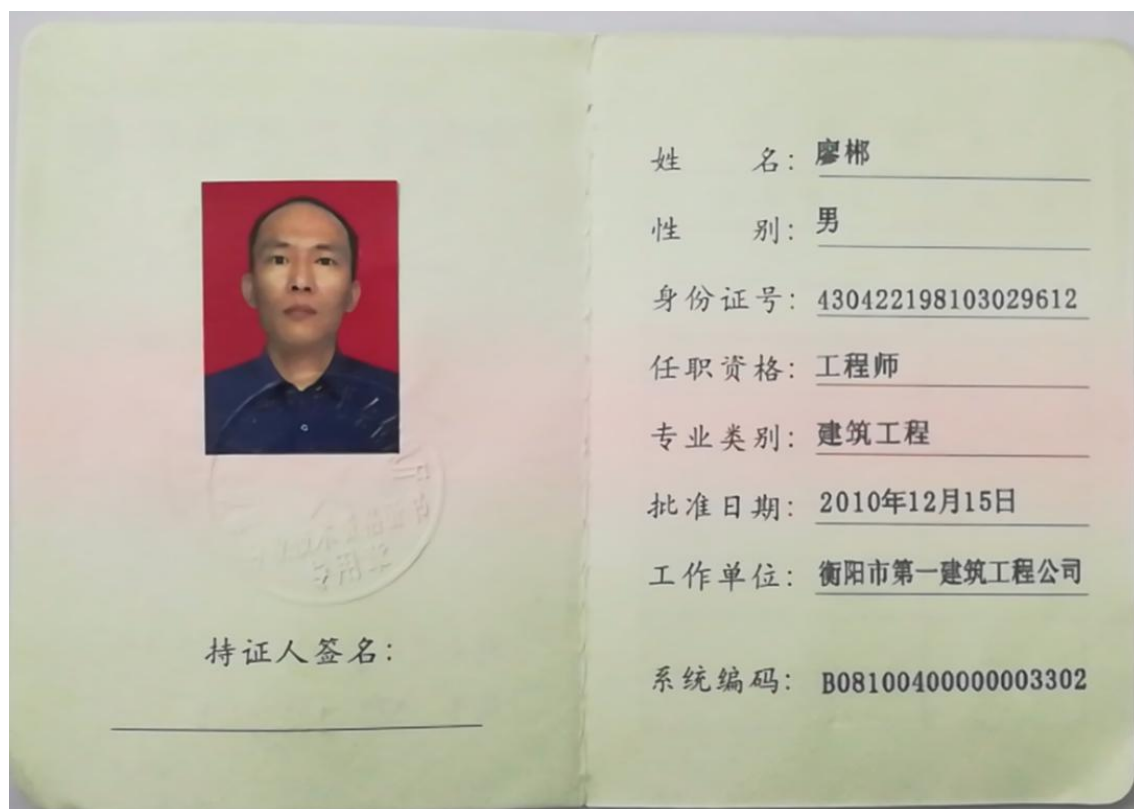 持证人签名：
姓名：廖郴
性别：男
身份证号：430422198103029612
任职资格：工程师
专业类别：建筑工程
批准日期：2010年12月15日
工作单位：衡阳市第一建筑工程公司
系统编码：B08100400000003302